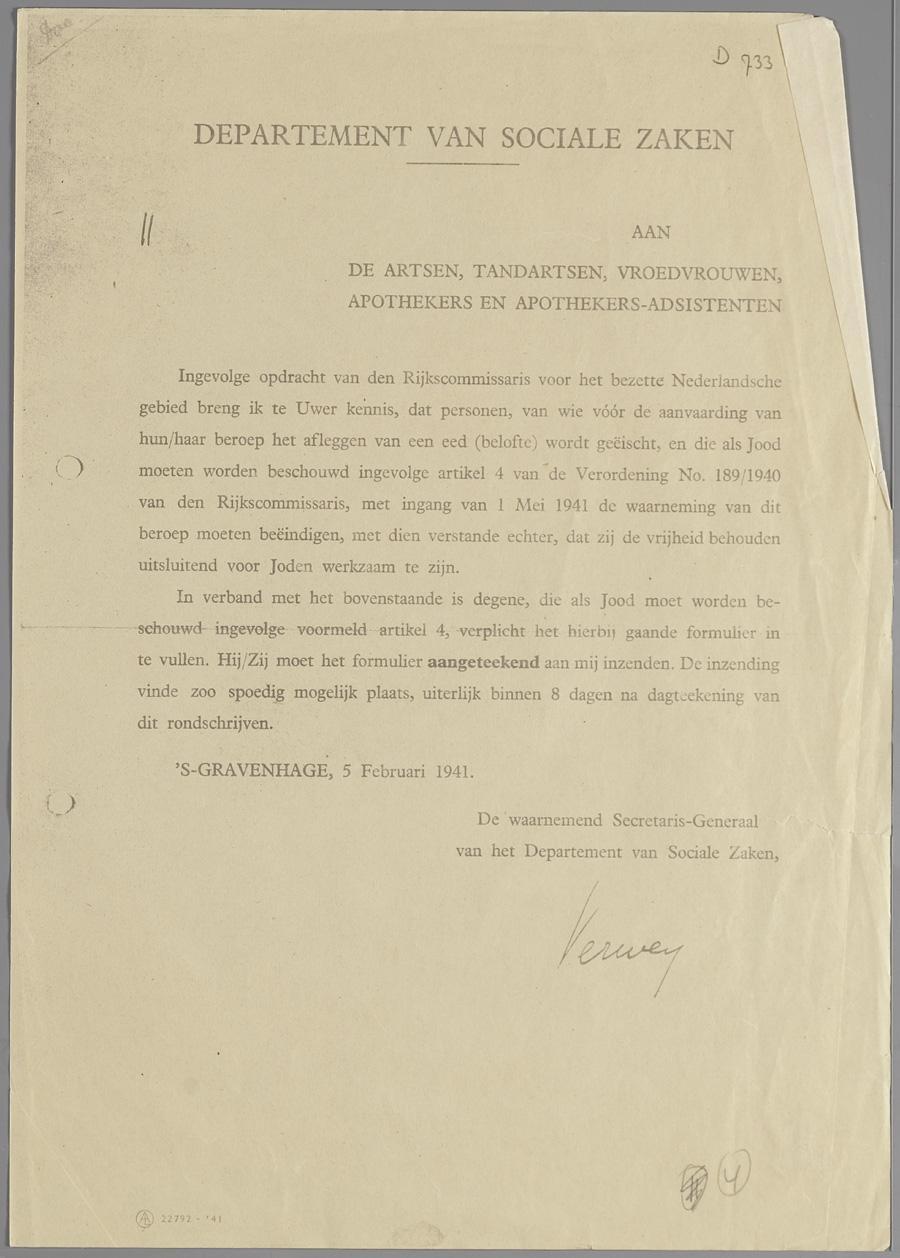 D 733
DEPARTEMENT VAN SOCIALE ZAKEN
AAN
DE ARTSEN, TANDARTSEN, VROEDVROUWEN,
APOTHEKERS EN APOTHEKERS-ADSISTENTEN
Ingevolge opdracht van den Rijkscommissaris voor het bezette Nederlandsche
gebied breng ik te Uwer kennis, dat personen, van wie vóór de aanvaarding van
hun/haar beroep het afleggen van een eed (belofte) wordt geëischt, en die als Jood
moeten worden beschouwd ingevolge artikel 4 van de Verordening No. 189/1940
van den Rijkscommissaris, met ingang van 1 Mei 1941 de waarneming van dit
beroep moeten beëindigen, met dien verstande echter, dat zij de vrijheid behouden
uitsluitend voor Joden werkzaam te zijn.
In verband met het bovenstaande is degene, die als Jood moet worden be-
schouwd ingevolge voormeld artikel 4, verplicht het hierbij gaande formulier in
te vullen. Hij/Zij moet het formulier aangeteekend aan mij inzenden. De inzending
vinde zoo spoedig mogelijk plaats, uiterlijk binnen 8 dagen na dagteekening van
dit rondschrijven.
'S-GRAVENHAGE, 5 Februari 1941.
De waarnemend Secretaris-Generaal
van het Departement van Sociale Zaken,
Verwey
4
22792 - '41